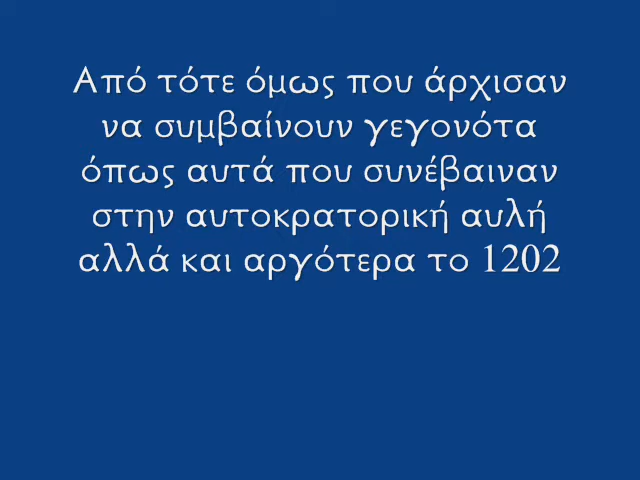 Από τότε όμως που άρχισαν
να συμβαίνουν γεγονότα
όπως αυτά που συνέβαιναν
στην αυτοκρατορική αυλή
αλλά και αργότερα το 1202